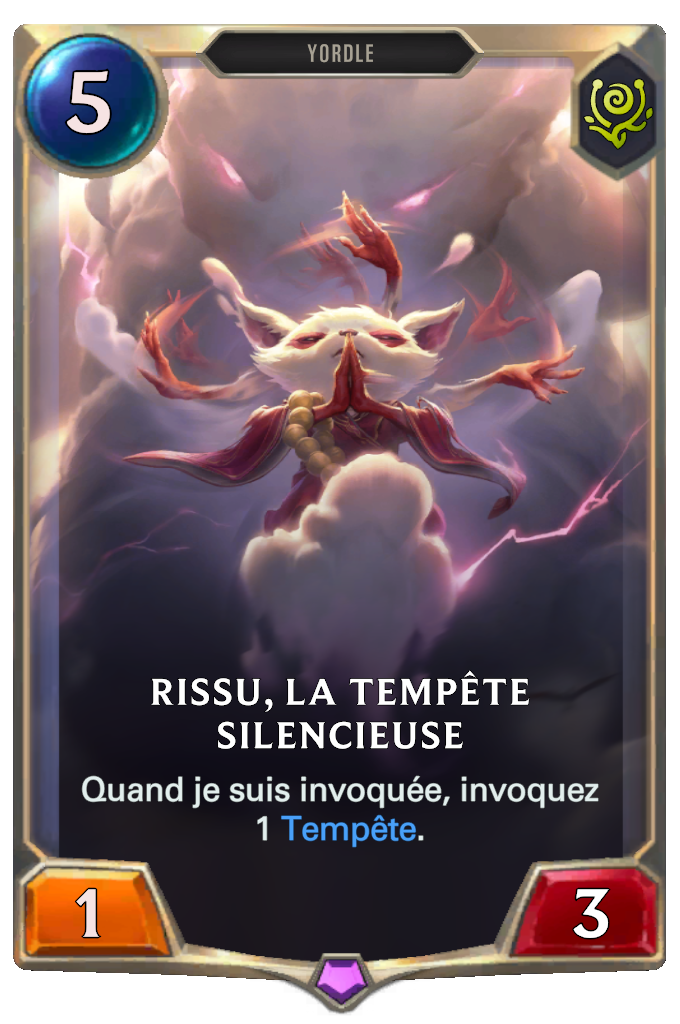 YORDLE
5
RISSU, LA TEMPÊTE
SILENCIEUSE
Quand je suis invoquée, invoquez
1 Tempête.
1
3